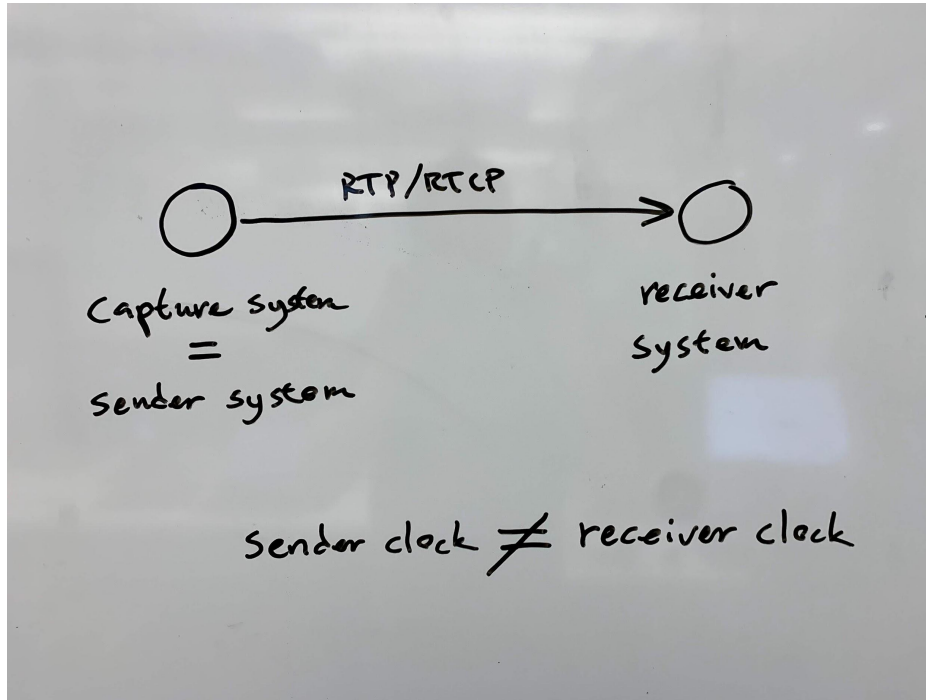 RTP/RTCP
Capture system
=
sender system
receiver
system
sender clock ≠ receiver clock